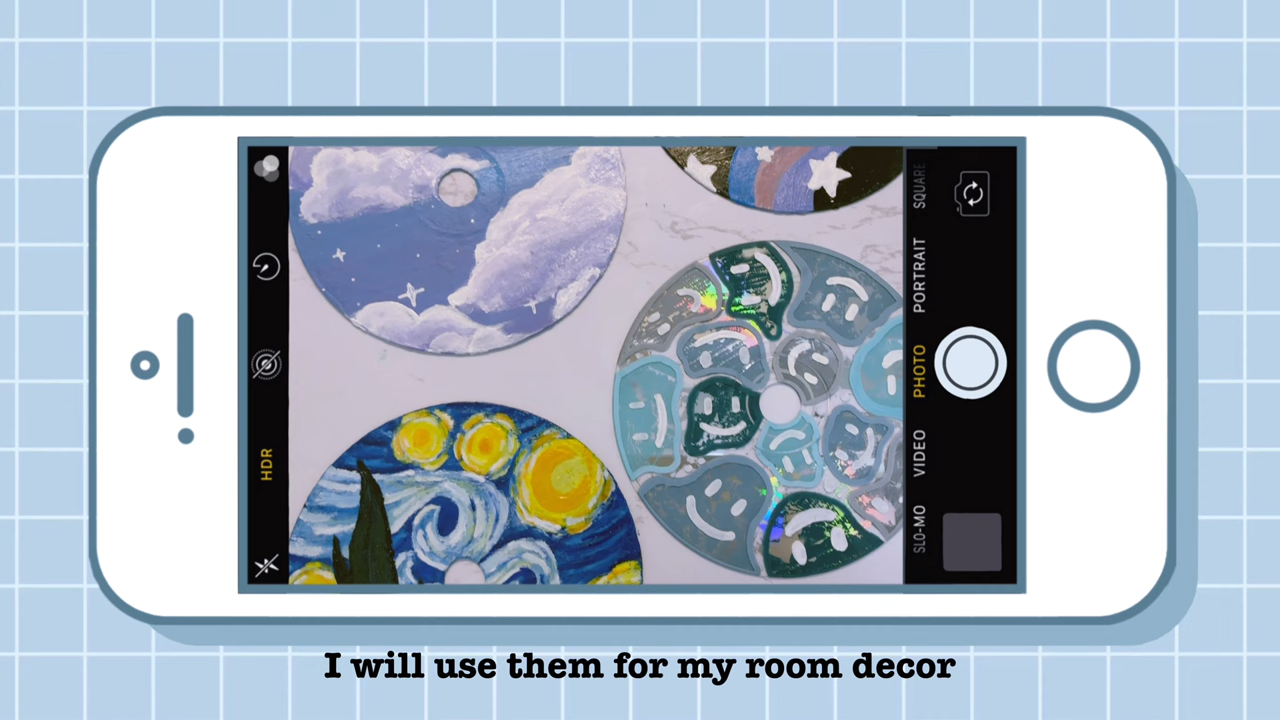 SQUARE
PORTRAIT
PHOTO
VIDEO
SLO-MO
HDR
I will use them for my room decor